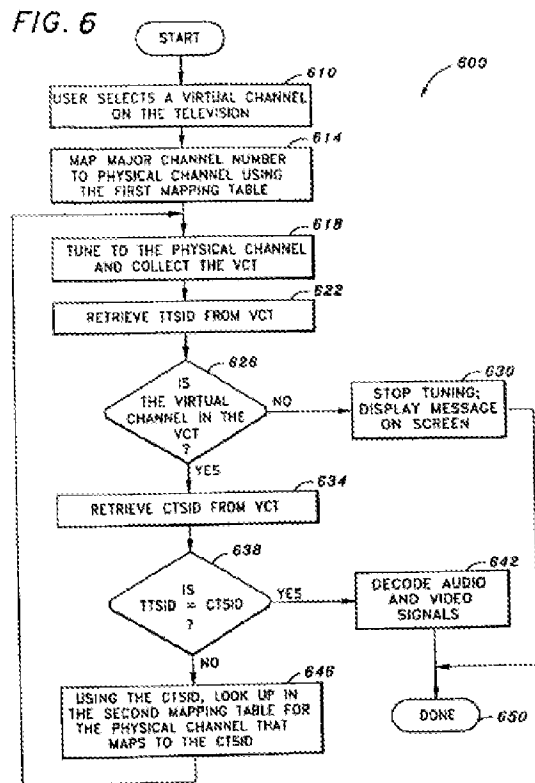 FIG. 6
START
600
610
USER SELECTS A VIRTUAL CHANNEL
ON THE TELEVISION
614
MAP MAJOR CHANNEL NUMBER
TO PHYSICAL CHANNEL USING
THE FIRST MAPPING TABLE
618
TUNE TO THE PHYSICAL CHANNEL
AND COLLECT THE VCT
622
RETRIEVE TTSID FROM VCT
626
IS
THE VIRTUAL
CHANNEL IN THE
VCT
?
NO
630
STOP TUNING;
DISPLAY MESSAGE
ON SCREEN
YES
634
RETRIEVE CTSID FROM VCT
638
IS
TTSID = CTSID
?
YES
642
DECODE AUDIO
AND VIDEO
SIGNALS
NO
646
USING THE CTSID, LOOK UP IN
THE SECOND MAPPING TABLE FOR
THE PHYSICAL CHANNEL THAT
MAPS TO THE CTSID
DONE
650